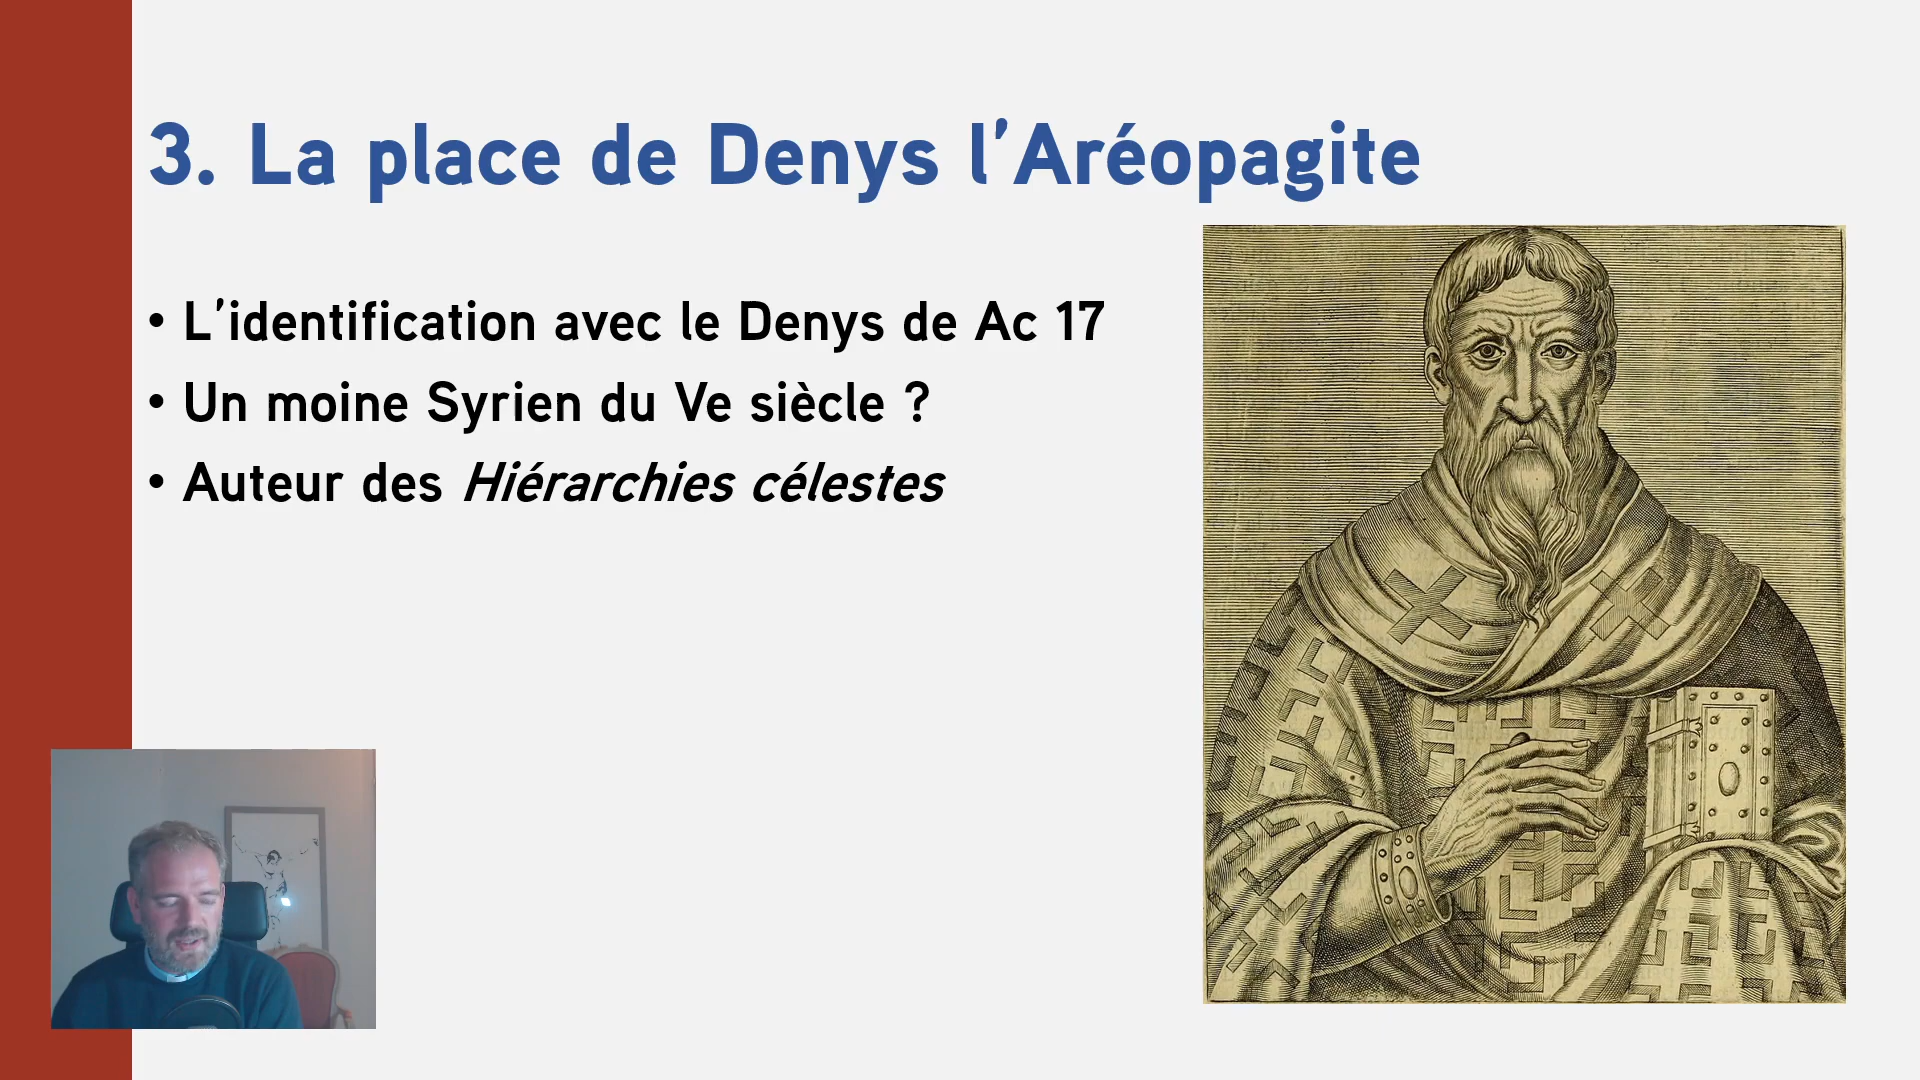 3. La place de Denys l'Aréopagite
• L'identification avec le Denys de Ac 17
• Un moine Syrien du Ve siècle ?
• Auteur des Hiérarchies célestes